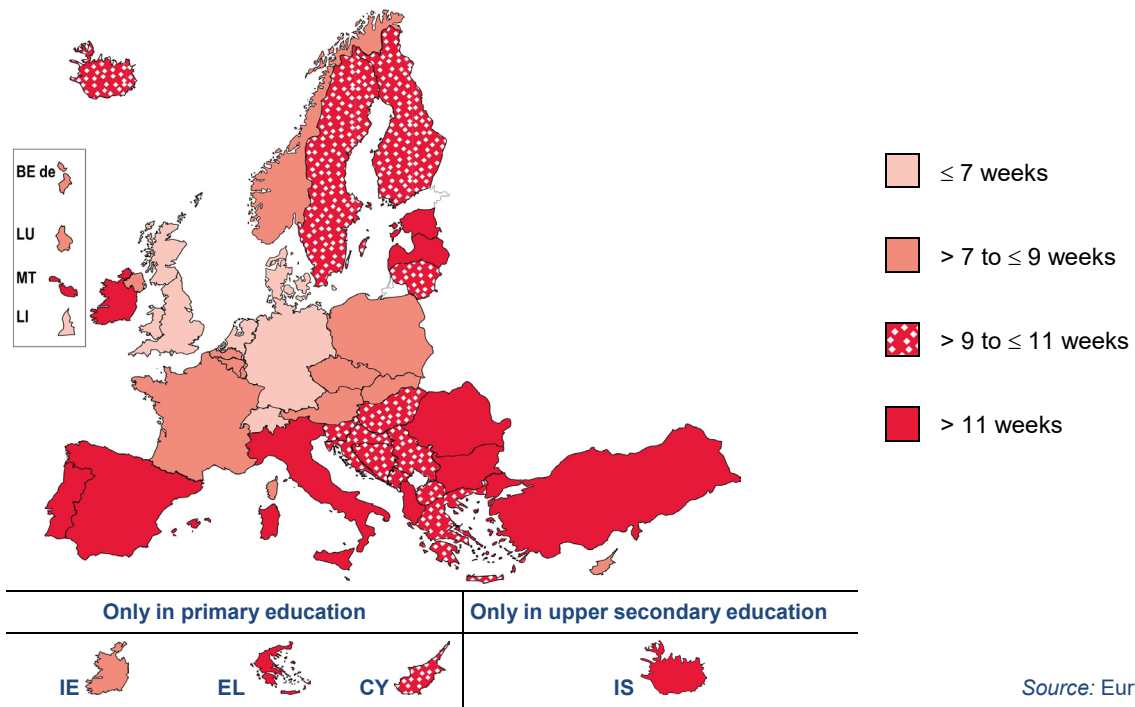 BE de
LU
MT
LI
≤ 7 weeks
> 7 to ≤ 9 weeks
> 9 to ≤ 11 weeks
> 11 weeks
Only in primary education
Only in upper secondary education
IE
EL
CY
IS
Source: Eur